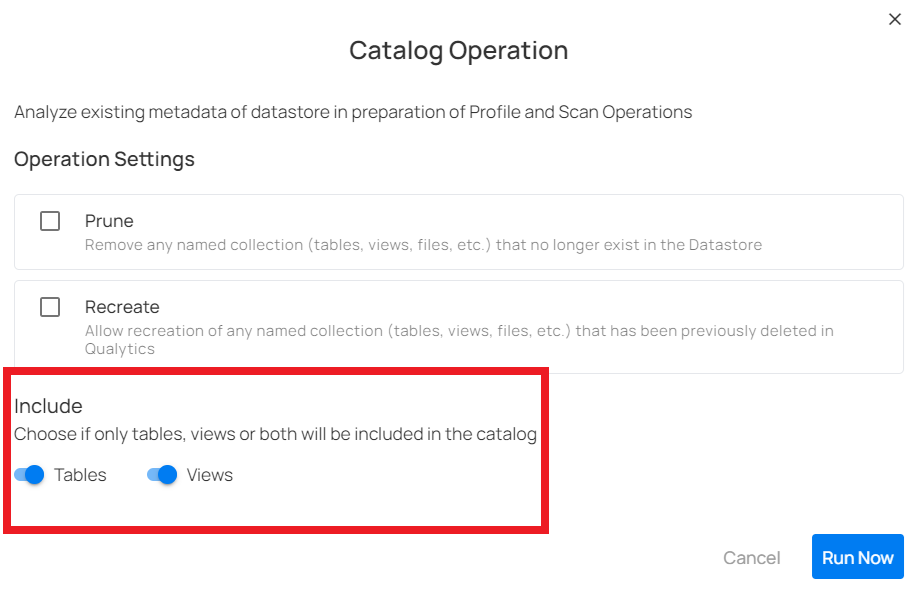 Catalog Operation
Analyze existing metadata of datastore in preparation of Profile and Scan Operations
Operation Settings
Prune
Remove any named collection (tables, views, files, etc.) that no longer exist in the Datastore
Recreate
Allow recreation of any named collection (tables, views, files, etc.) that has been previously deleted in
Qualytics
Include
Choose if only tables, views or both will be included in the catalog
Tables Views
Cancel Run Now